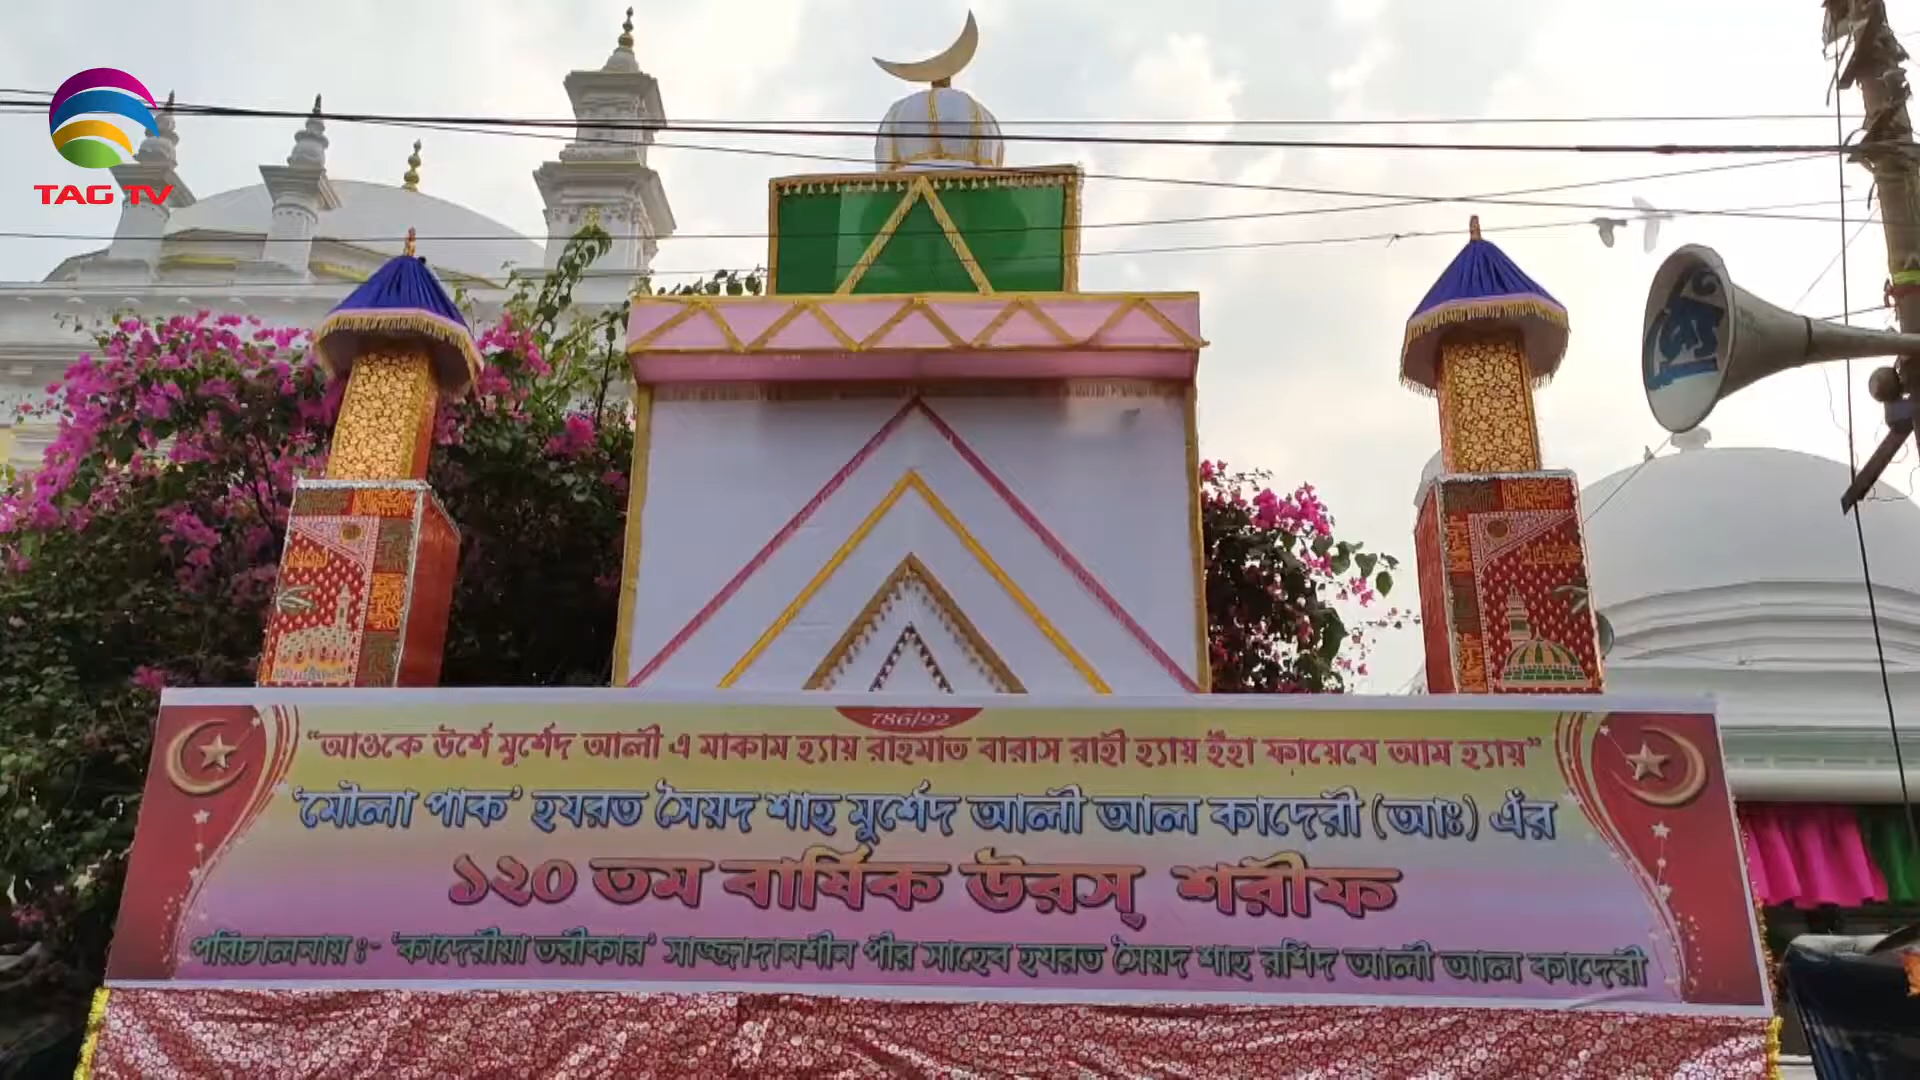 TAG TV
786/92
"আওকে উর্শে মুর্শেদ আলী এ মাকাম হ্যায় রাহমাত বারাস রাহী হ্যায় ইঁহা ফায়েযে আম হ্যায়"
'মৌলা পাক' হযরত সৈয়দ শাহ মুর্শেদ আলী আল কাদেরী (আঃ) এঁর
১২০ তম বার্ষিক উরস্ শরীফ
পরিচালনায় ঃ- 'কাদেরীয়া তরীকার' সাজ্জাদানশীন পীর সাহেব হযরত সৈয়দ শাহ রশিদ আলী আল কাদেরী